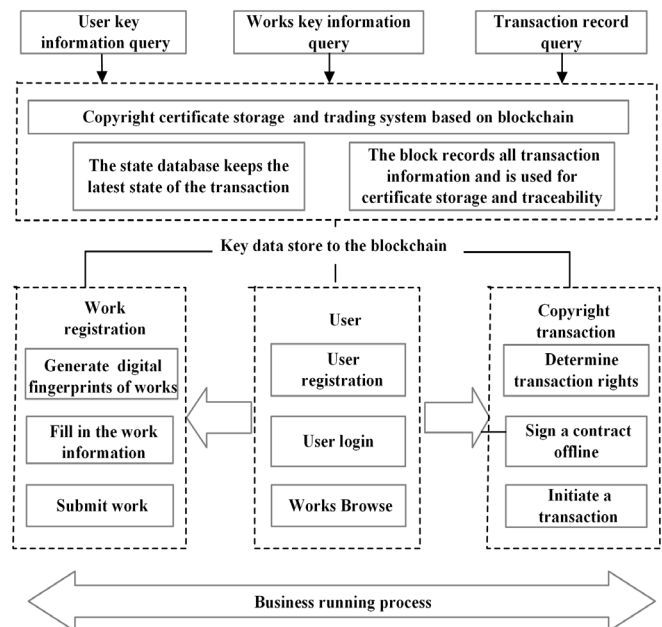 User key
information query
Works key information
query
Transaction record
query
Copyright certificate storage and trading system based on blockchain
The state database keeps the
latest state of the transaction
The block records all transaction
information and is used for
certificate storage and traceability
Key data store to the blockchain
Work
registration
Generate digital
fingerprints of works
Fill in the work
information
Submit work
User
User
registration
User login
Works Browse
Copyright
transaction
Determine
transaction rights
Sign a contract
offline
Initiate a
transaction
Business running process